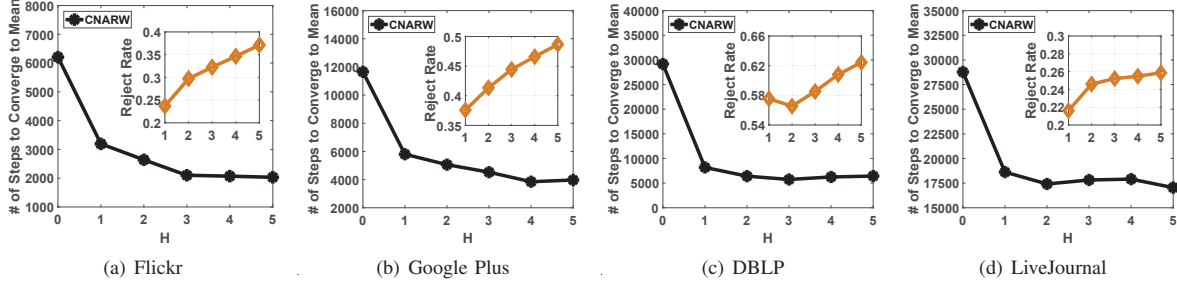 # of Steps to Converge to Mean
8000
7000
6000
5000
4000
3000
2000
1000
0 1 2 3 4 5
H
CNARW
Reject Rate
0.4
0.35
0.3
0.25
0.2
1 2 3 4 5
(a) Flickr
# of Steps to Converge to Mean
16000
14000
12000
10000
8000
6000
4000
2000
0 1 2 3 4 5
H
CNARW
Reject Rate
0.5
0.45
0.4
0.35
1 2 3 4 5
(b) Google Plus
# of Steps to Converge to Mean
40000
35000
30000
25000
20000
15000
10000
5000
0
0 1 2 3 4 5
H
CNARW
Reject Rate
0.66
0.62
0.58
0.54
1 2 3 4 5
(c) DBLP
# of Steps to Converge to Mean
35000
32500
30000
27500
25000
22500
20000
17500
15000
0 1 2 3 4 5
H
CNARW
Reject Rate
0.3
0.28
0.26
0.24
0.22
0.2
1 2 3 4 5
(d) LiveJournal